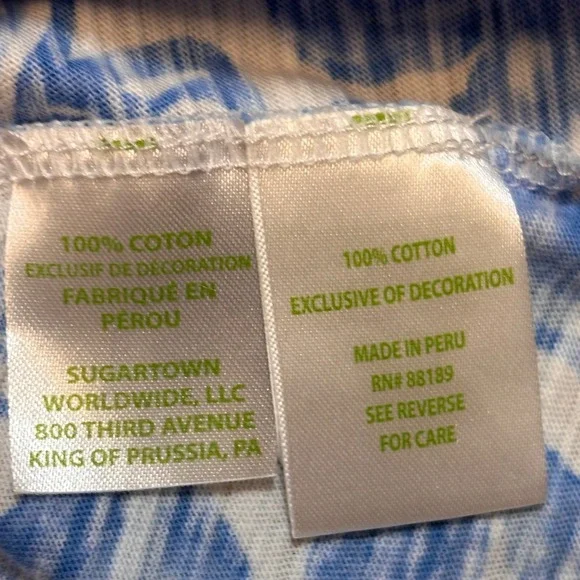 100% COTON
EXCLUSIF DE DÉCORATION
FABRIQUÉ EN
PÉROU
SUGARTOWN
WORLDWIDE, LLC
800 THIRD AVENUE
KING OF PRUSSIA, PA
100% COTTON
EXCLUSIVE OF DECORATION
MADE IN PERU
RN# 88189
SEE REVERSE
FOR CARE